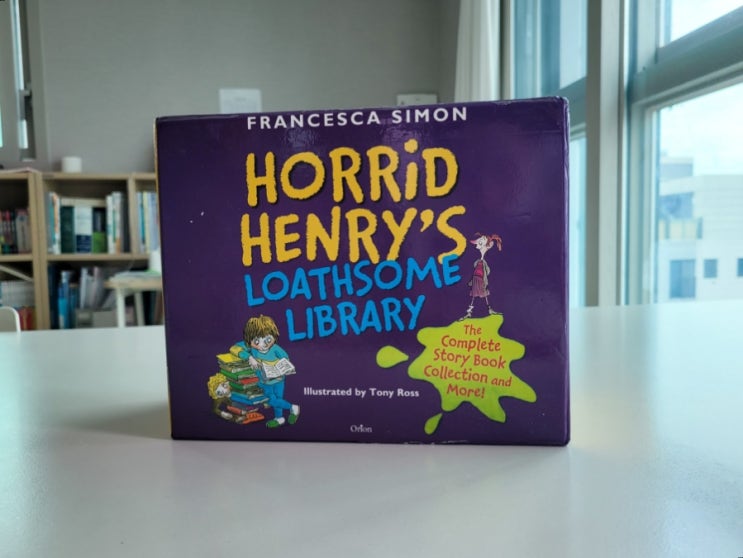 FRANCESCA SIMON
HORRiD
HENRY'S
LOATHSOME
LIBRARY
The
Complete
Story Book
Collection and
More!
Illustrated by Tony Ross
Orion